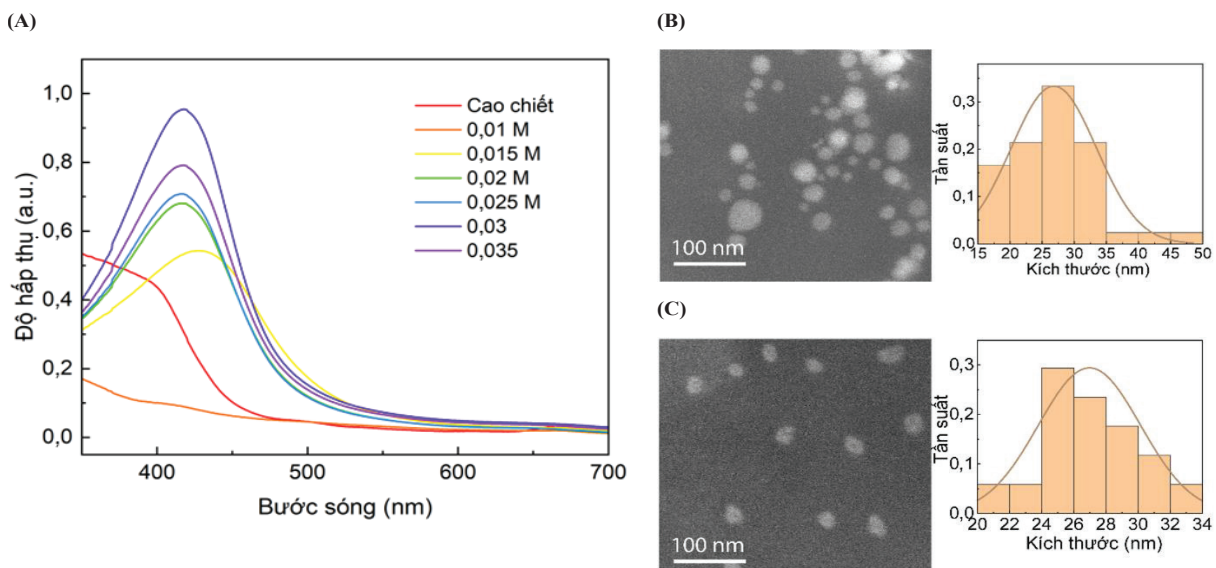 (A)
Độ hấp thụ (a.u.)
1,0
0,8
0,6
0,4
0,2
0,0
Cao chiết
0,01 M
0,015 M
0,02 M
0,025 M
0,03
0,035
400
500
600
700
Bước sóng (nm)
(B)
100 nm
Tần suất
0,3
0,2
0,1
0,0
15 20 25 30 35 40 45 50
Kích thước (nm)
(C)
100 nm
Tần suất
0,3
0,2
0,1
0,0
20 22 24 26 28 30 32 34
Kích thước (nm)